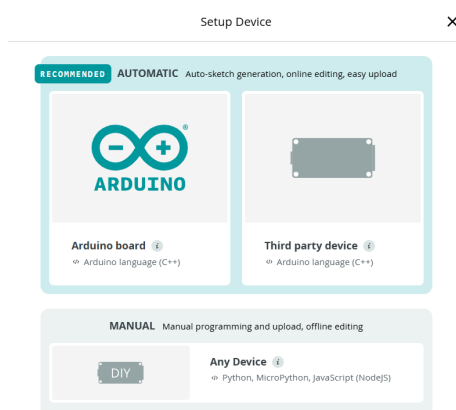 Setup Device
RECOMMENDED AUTOMATIC Auto-sketch generation, online editing, easy upload
ARDUINO
®
Arduino board i
</> Arduino language (C++)
Third party device i
</> Arduino language (C++)
MANUAL Manual programming and upload, offline editing
DIY
Any Device i
</> Python, MicroPython, JavaScript (NodeJS)